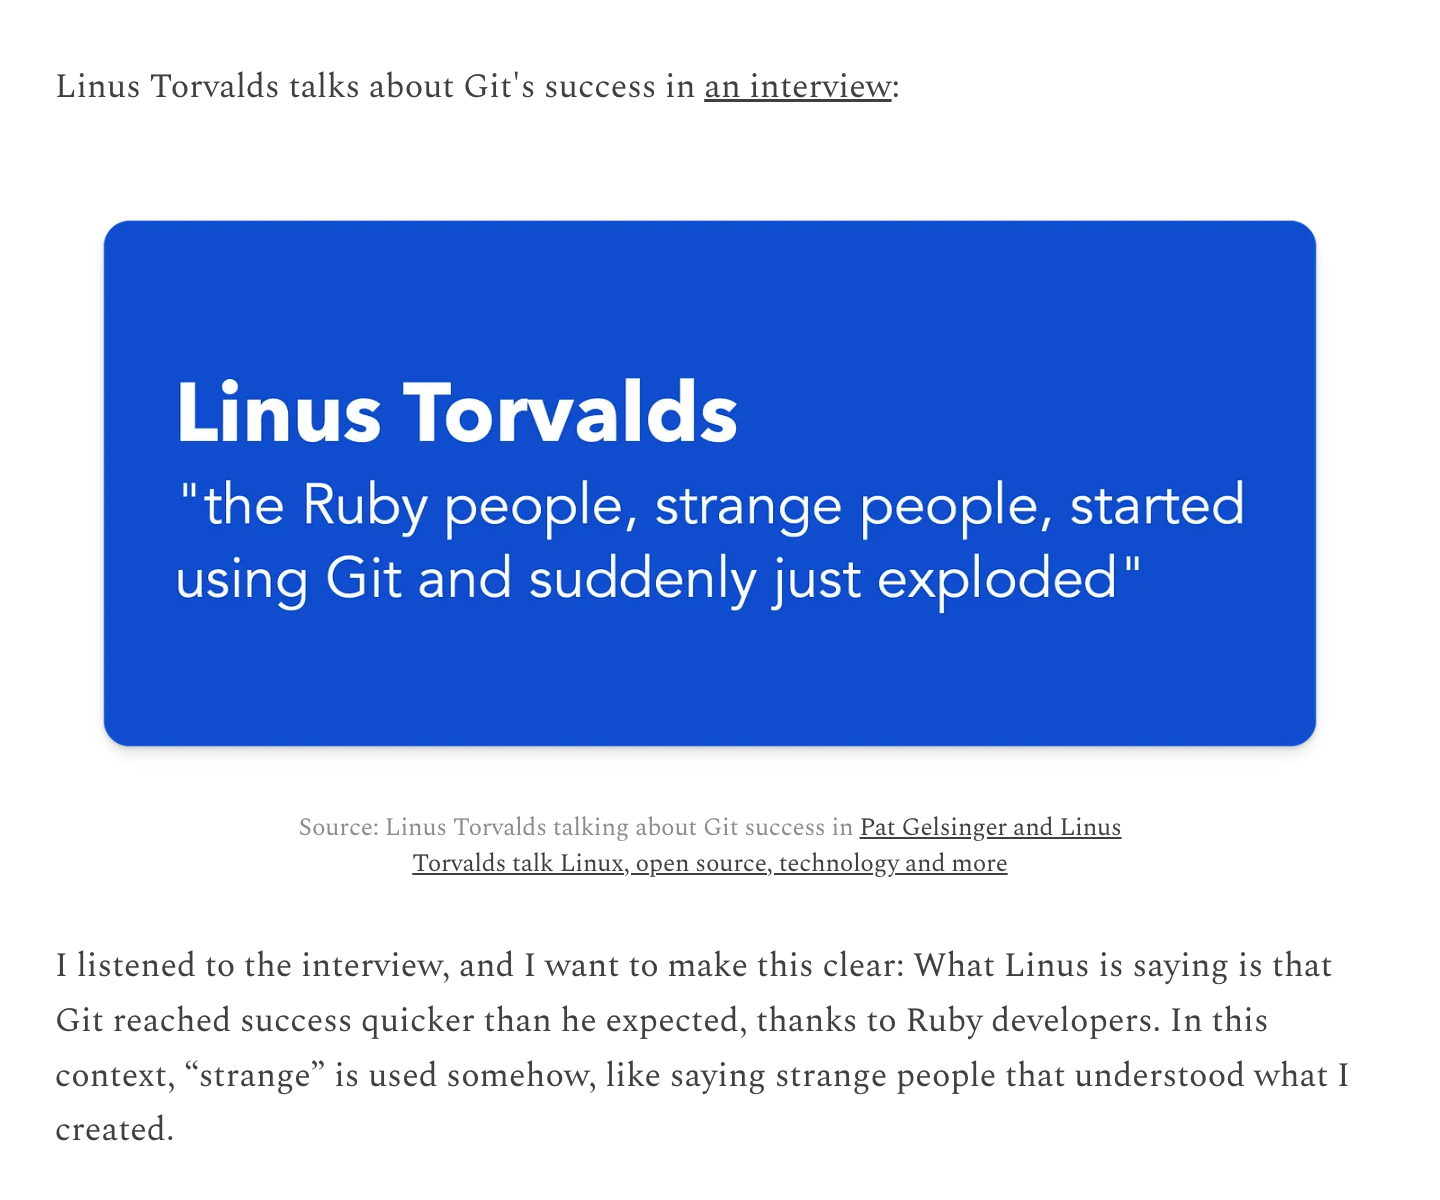 Linus Torvalds talks about Git's success in an interview:
Linus Torvalds
"the Ruby people, strange people, started
using Git and suddenly just exploded"
Source: Linus Torvalds talking about Git success in Pat Gelsinger and Linus
Torvalds talk Linux, open source, technology and more
I listened to the interview, and I want to make this clear: What Linus is saying is that
Git reached success quicker than he expected, thanks to Ruby developers. In this
context, “strange” is used somehow, like saying strange people that understood what I
created.